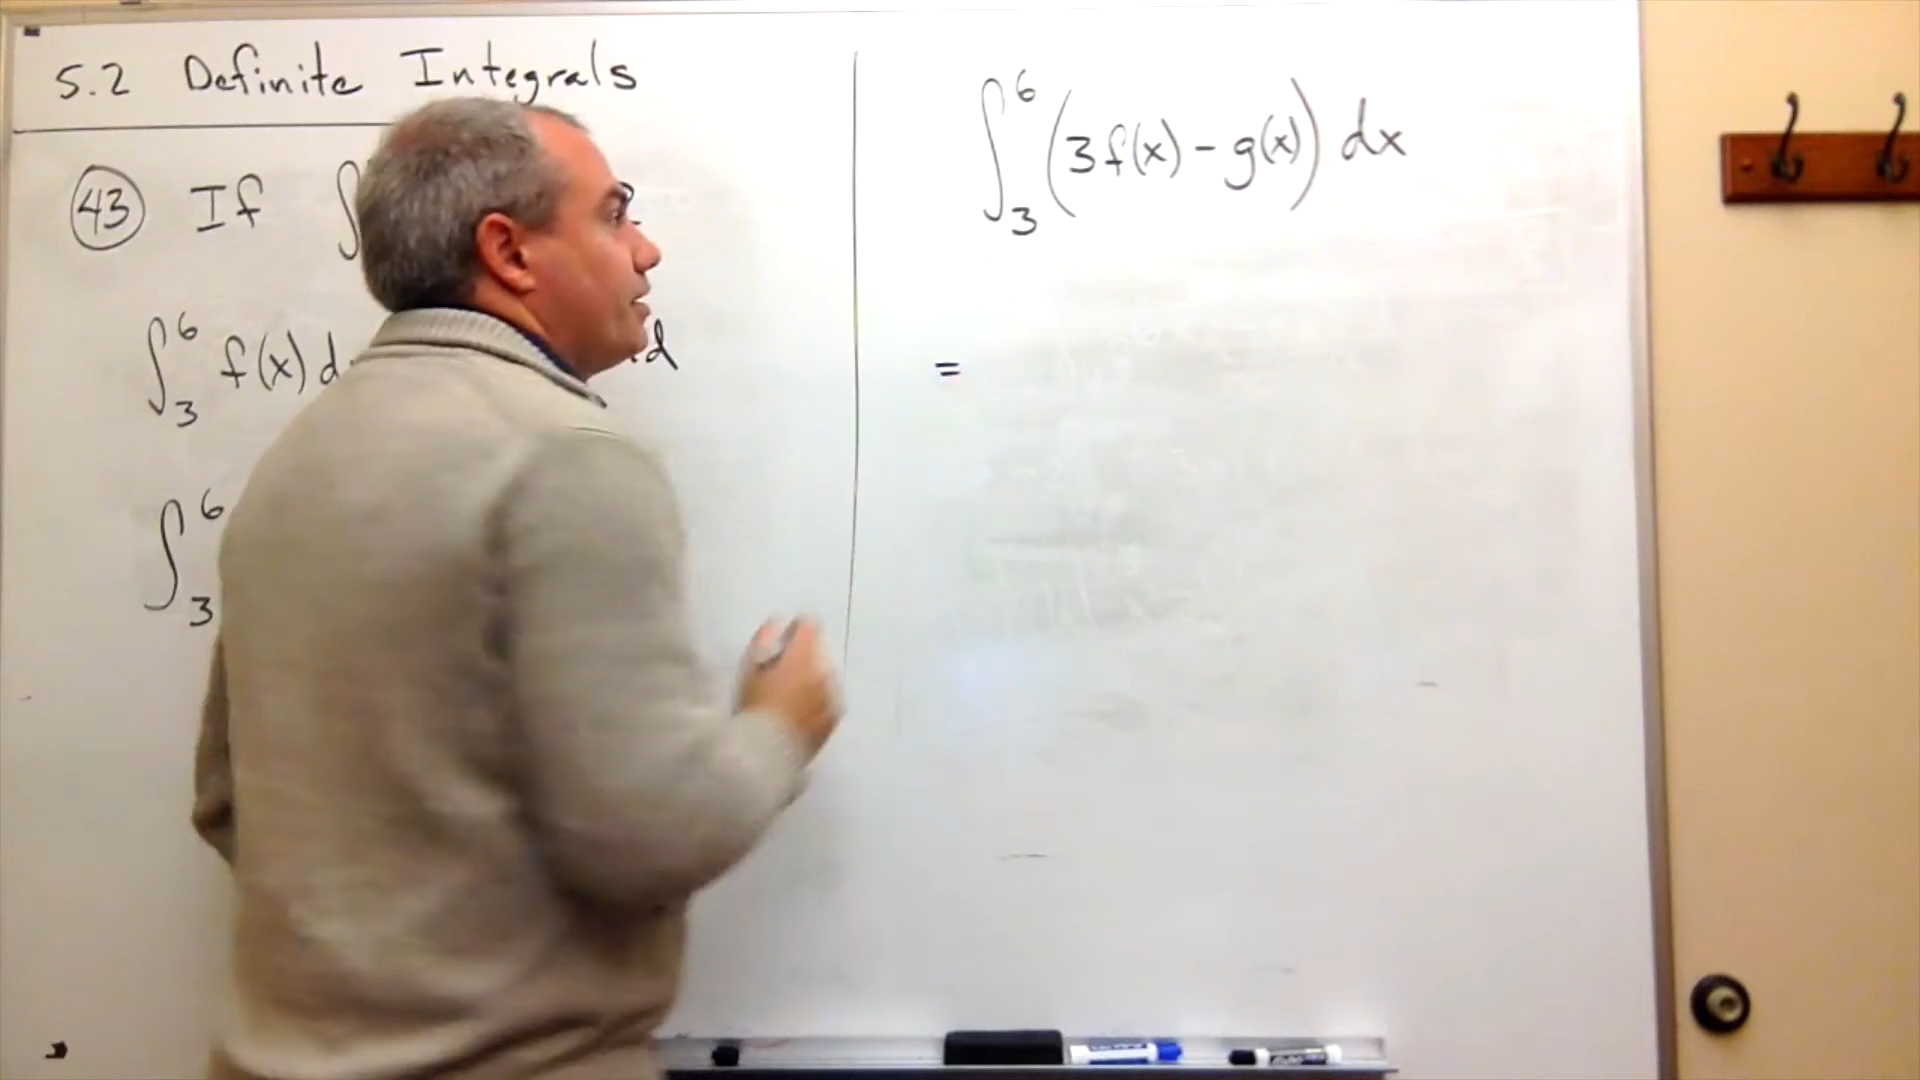 5.2 Definite Integrals
43 If ∫
∫₃⁶ f(x) d
∫₃⁶
∫₃⁶ (3f(x) - g(x)) dx
=